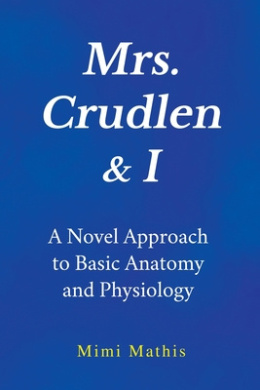 Mrs.
Crudlen
& I
A Novel Approach
to Basic Anatomy
and Physiology
Mimi Mathis